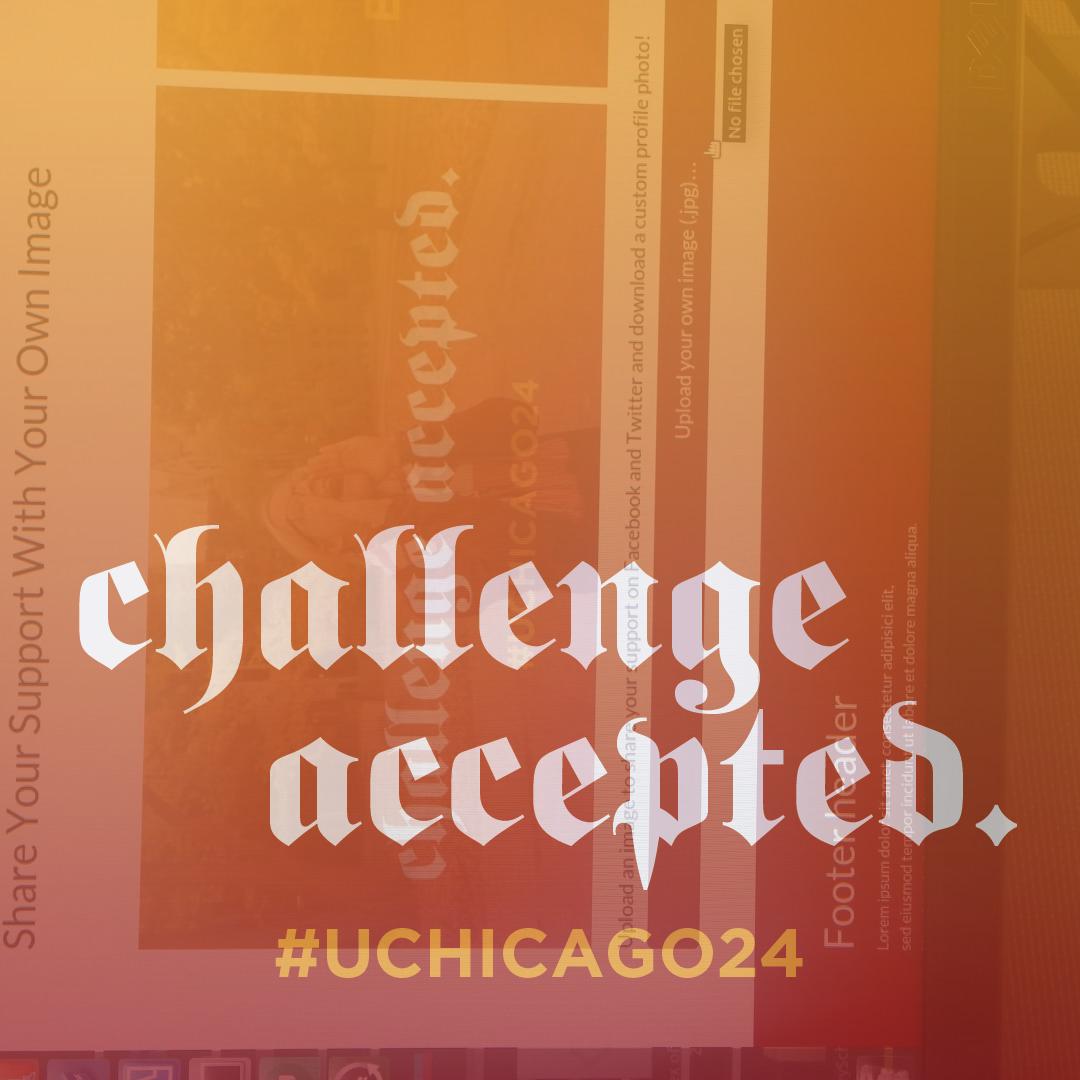 challenge
accepted.
#UCHICAGO24
Share Your Support With Your Own Image
challenge accepted.
#UCHICAGO24
Upload an image to share your support on Facebook and Twitter and download a custom profile photo!
Upload your own image (.jpg)...
No file chosen
Footer header
Lorem ipsum dolor sit amet, consectetur adipisici elit,
sed eiusmod tempor incidunt ut labore et dolore magna aliqua.